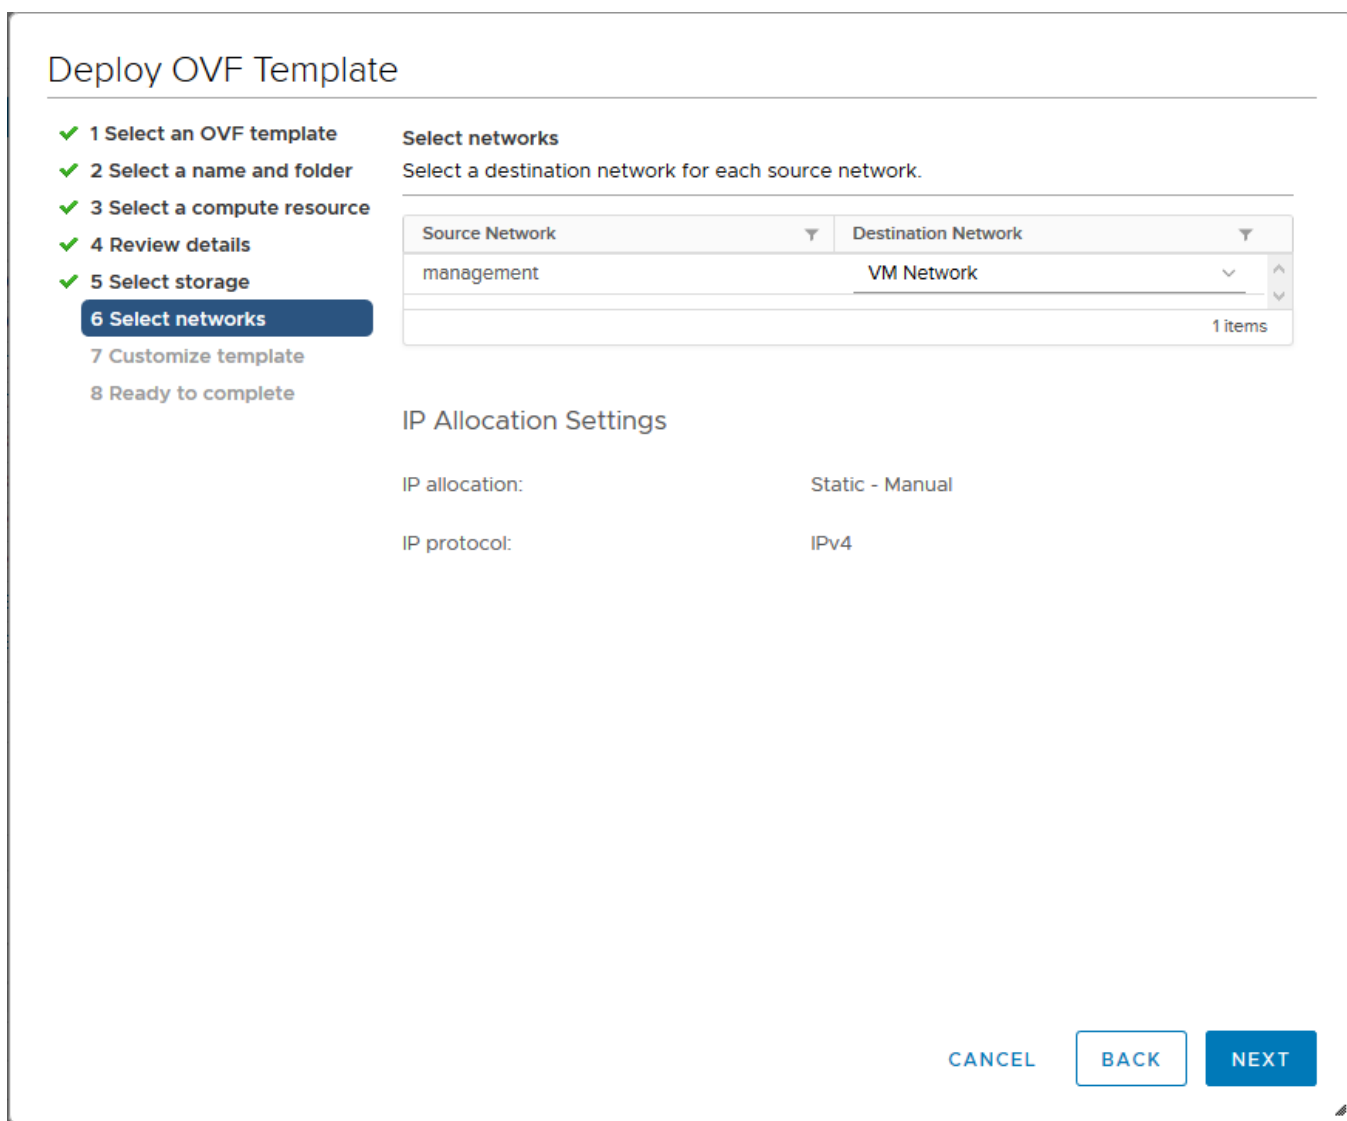 Deploy OVF Template
1 Select an OVF template
2 Select a name and folder
3 Select a compute resource
4 Review details
5 Select storage
6 Select networks
7 Customize template
8 Ready to complete
Select networks
Select a destination network for each source network.
Source Network Destination Network
management VM Network
1 items
IP Allocation Settings
IP allocation: Static - Manual
IP protocol: IPv4
CANCEL BACK NEXT